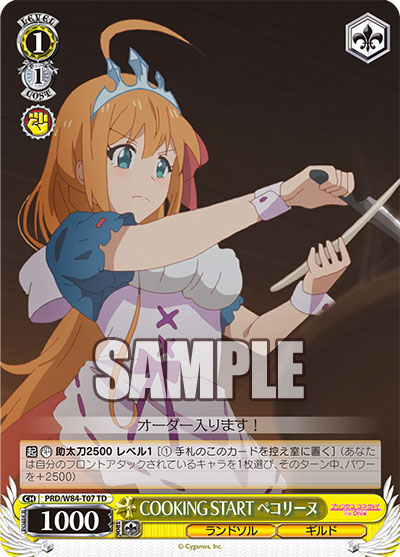 LEVEL
1
1
COST
SAMPLE
オーダー入ります！
起 助太刀2500 レベル1 [① 手札のこのカードを控え室に置く] (あなた
は自分のフロントアタックされているキャラを1枚選び、そのターン中、パワー
を+2500)
CH PRD/W84-T07 TD
POWER 1000 COOKING START ペコリーヌ
ランドソル ギルド
© Cygames, Inc.